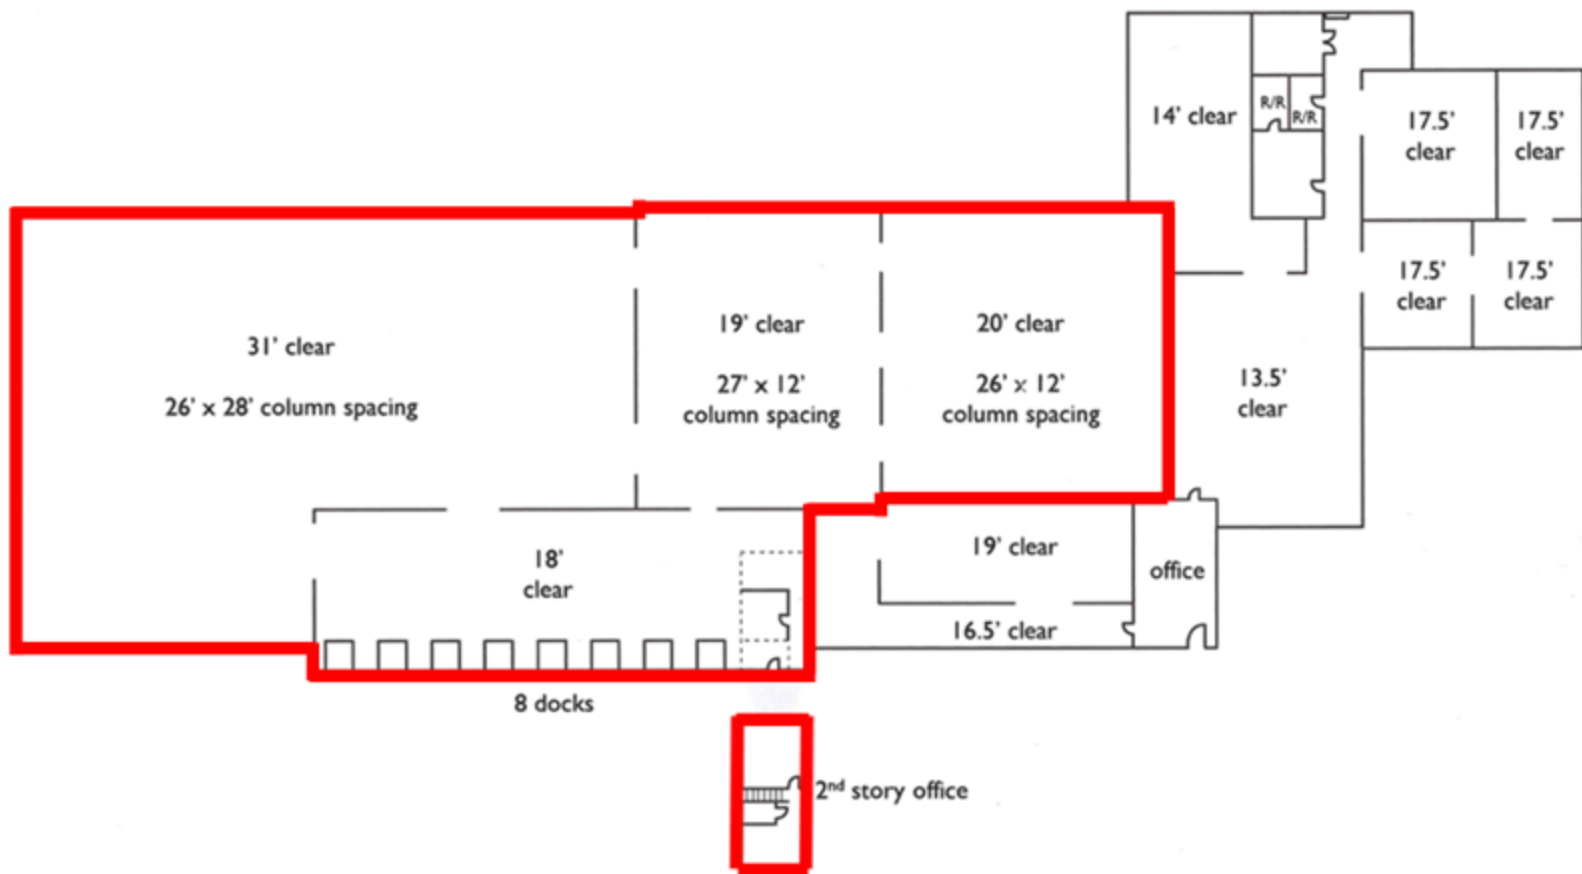 14' clear
R/R
R/R
17.5'
clear
17.5'
clear
17.5'
clear
17.5'
clear
31' clear
26' x 28' column spacing
19' clear
27' x 12'
column spacing
20' clear
26' x 12'
column spacing
13.5'
clear
18'
clear
19' clear
office
16.5' clear
8 docks
2nd story office